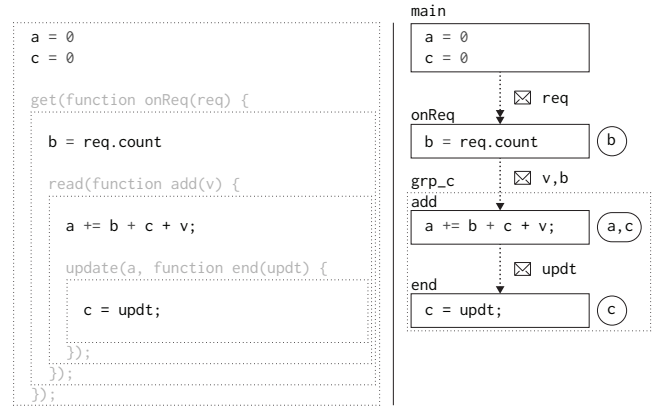 a = 0
c = 0
get(function onReq(req) {
b = req.count
read(function add(v) {
a += b + c + v;
update(a, function end(updt) {
c = updt;
});
});
});
main
a = 0
c = 0
req
onReq
b = req.count
b
grp_c
v,b
add
a += b + c + v;
a,c
updt
end
c = updt;
c